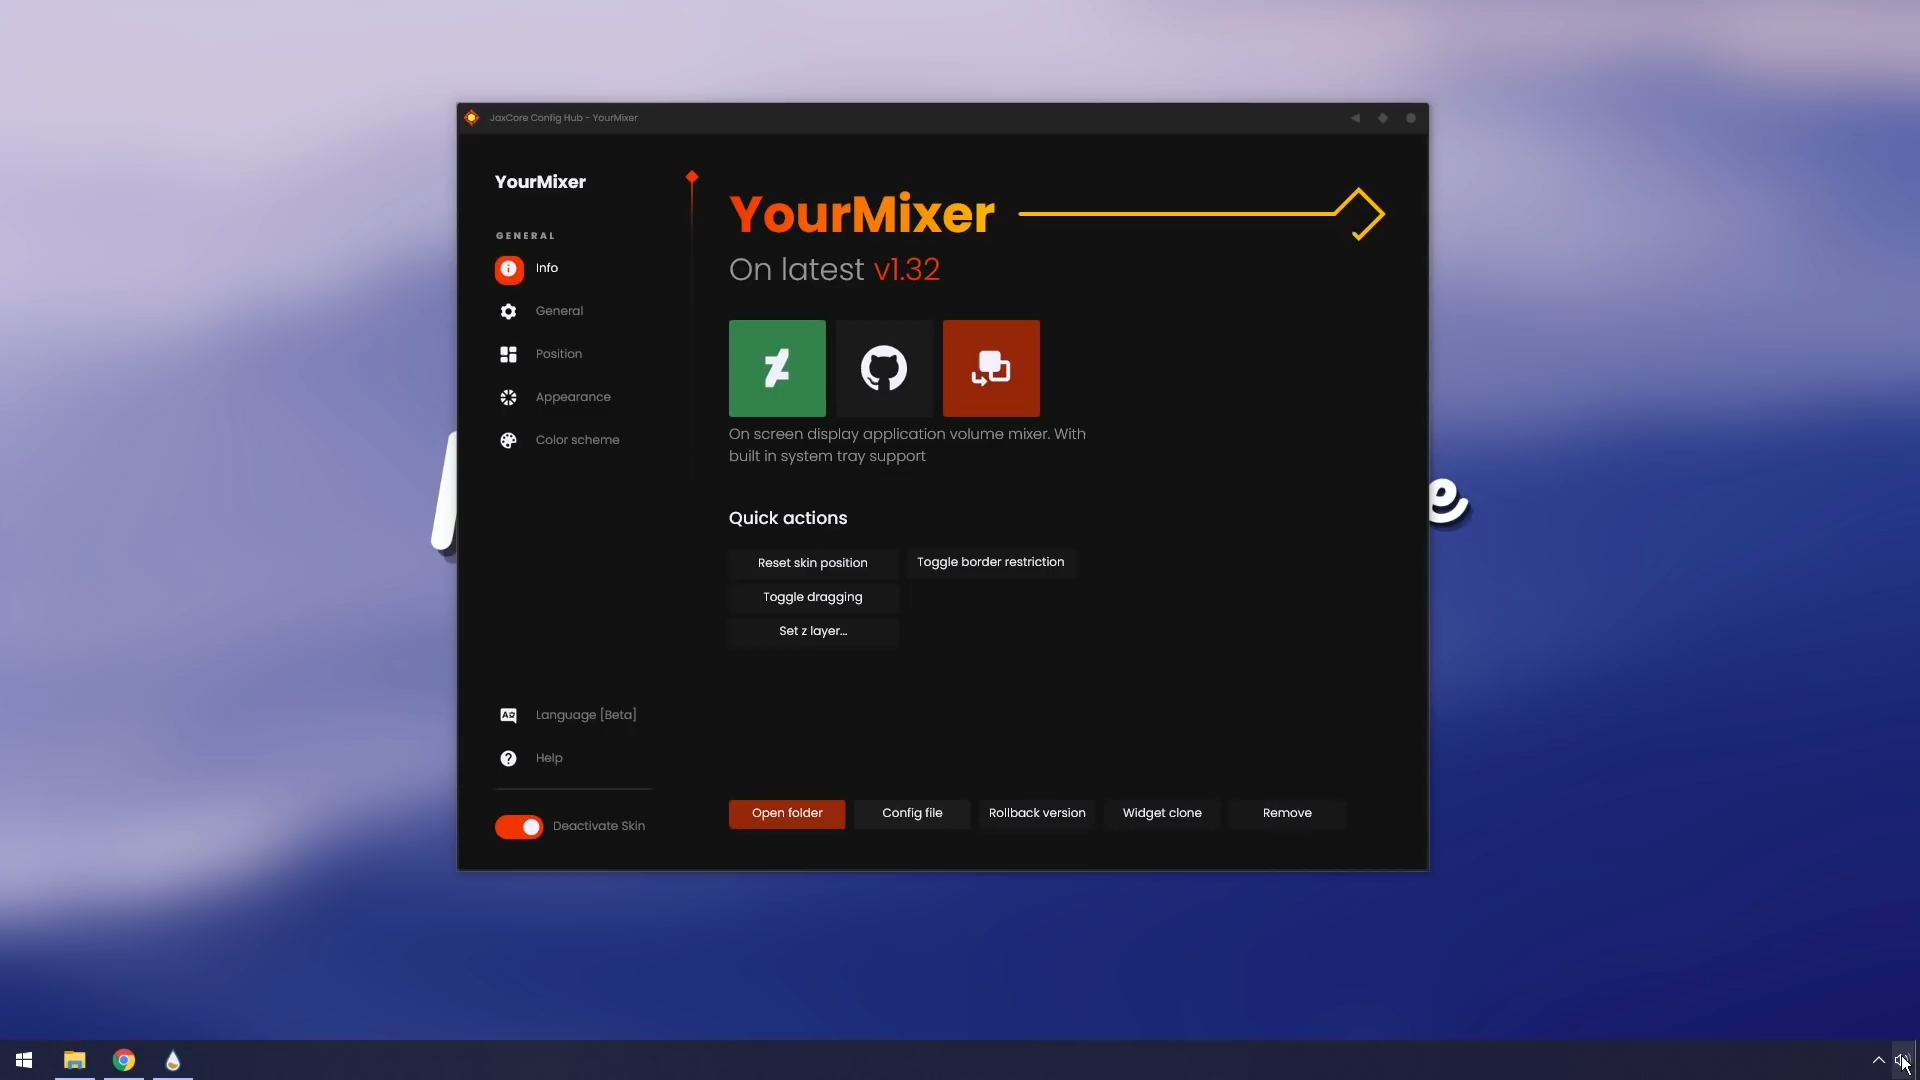 JaxCore Config Hub - YourMixer
YourMixer
GENERAL
Info
General
Position
Appearance
Color scheme
Language [Beta]
Help
Deactivate Skin
YourMixer
On latest v1.32
On screen display application volume mixer. With
built in system tray support
Quick actions
Reset skin position
Toggle border restriction
Toggle dragging
Set z layer...
Open folder
Config file
Rollback version
Widget clone
Remove
e